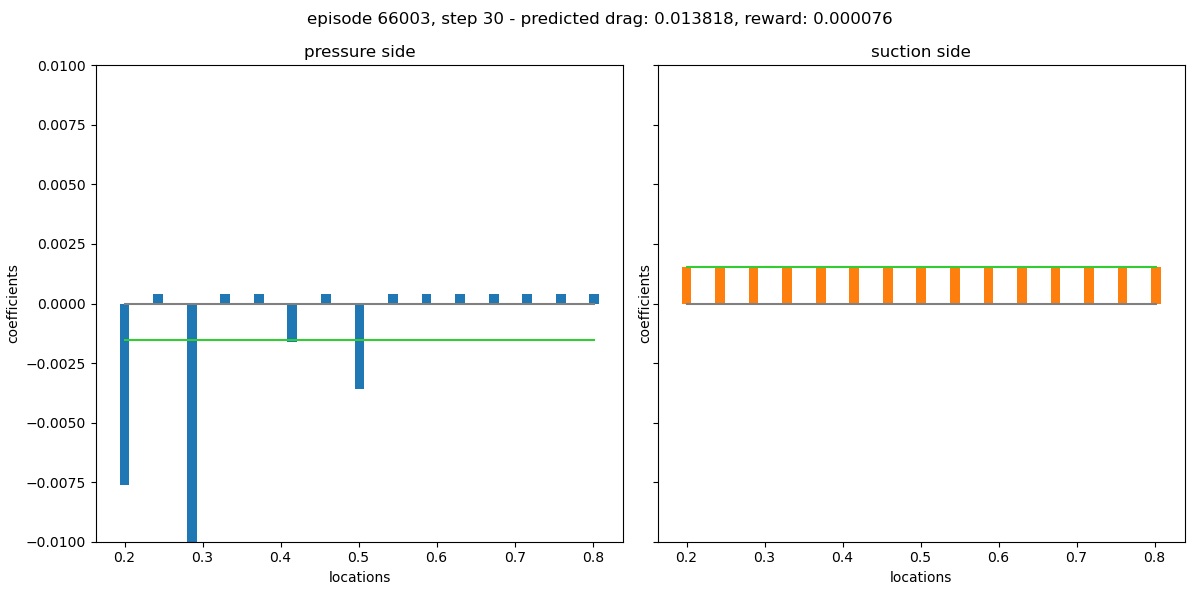 episode 66003, step 30 - predicted drag: 0.013818, reward: 0.000076
pressure side
suction side
0.0100
0.0075
0.0050
0.0025
0.0000
−0.0025
−0.0050
−0.0075
−0.0100
coefficients
coefficients
0.2 0.3 0.4 0.5 0.6 0.7 0.8
0.2 0.3 0.4 0.5 0.6 0.7 0.8
locations
locations